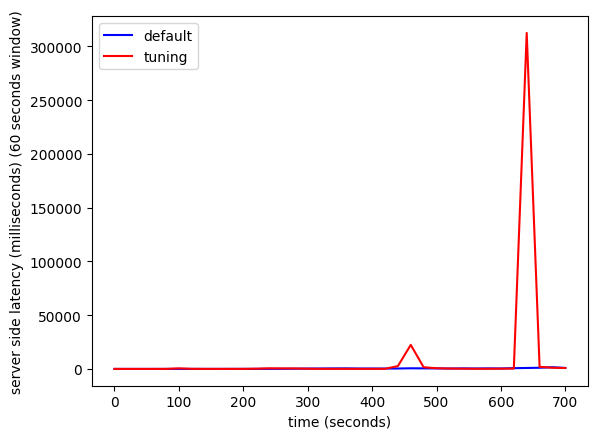 default
tuning
server side latency (milliseconds) (60 seconds window)
300000
250000
200000
150000
100000
50000
0
0 100 200 300 400 500 600 700
time (seconds)